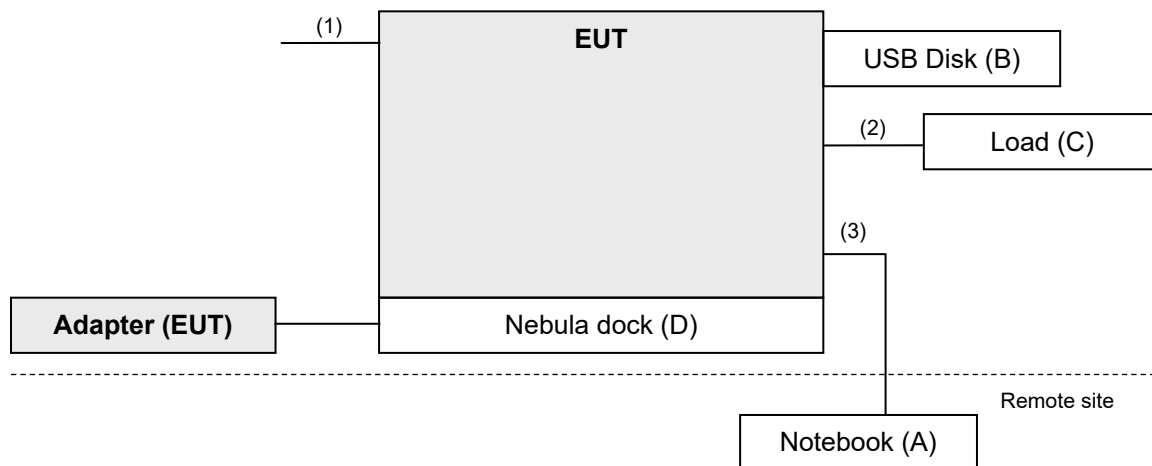 (1)
EUT
USB Disk (B)
(2)
Load (C)
(3)
Adapter (EUT)
Nebula dock (D)
Remote site
Notebook (A)